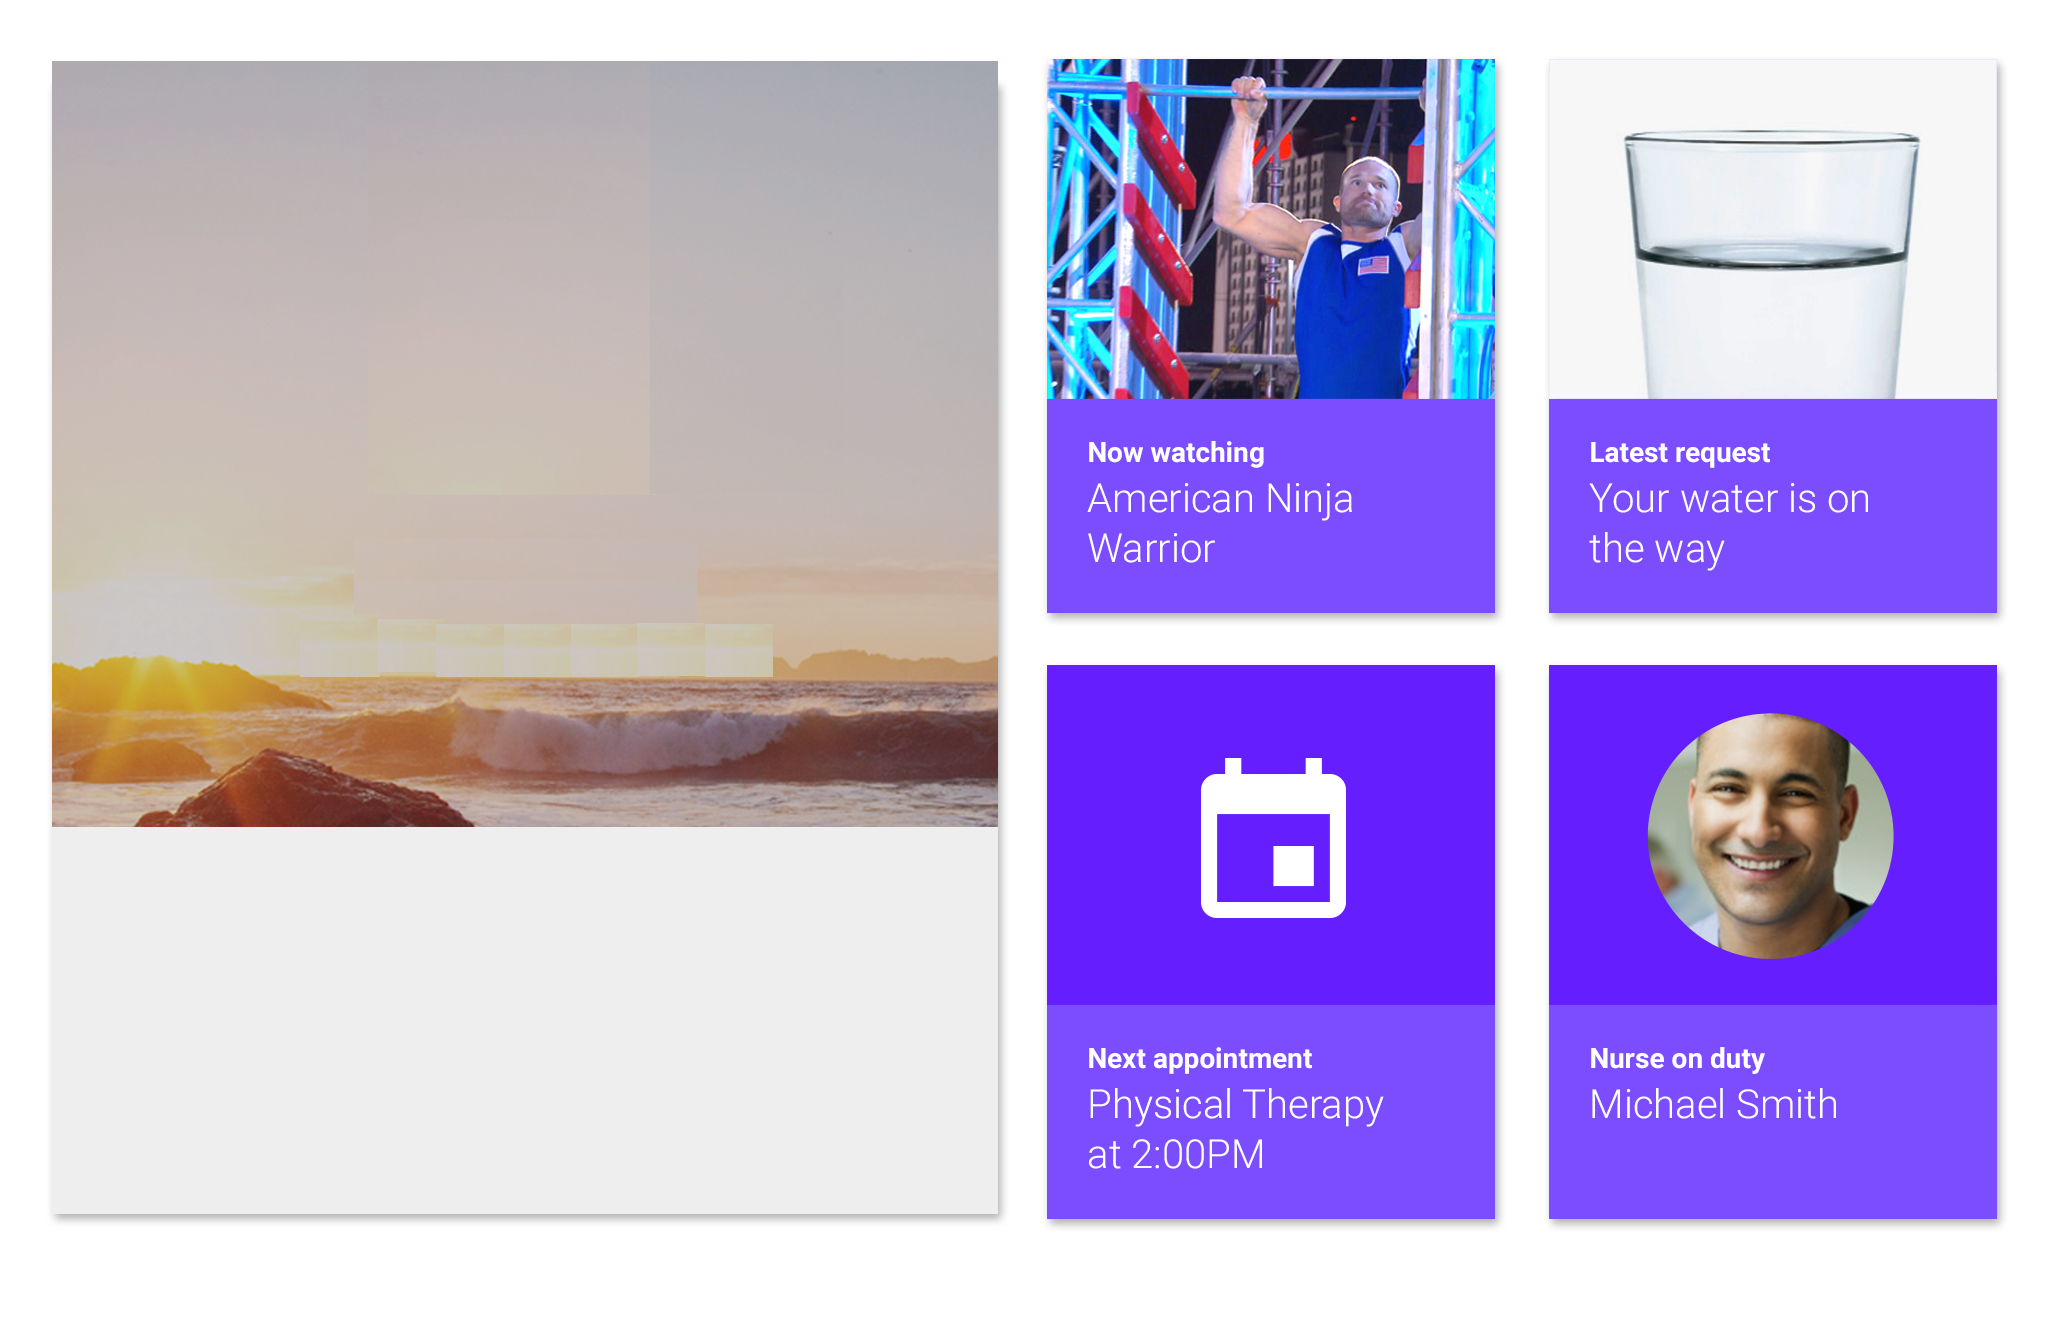 Now watching
American Ninja
Warrior
Latest request
Your water is on
the way
Next appointment
Physical Therapy
at 2:00PM
Nurse on duty
Michael Smith